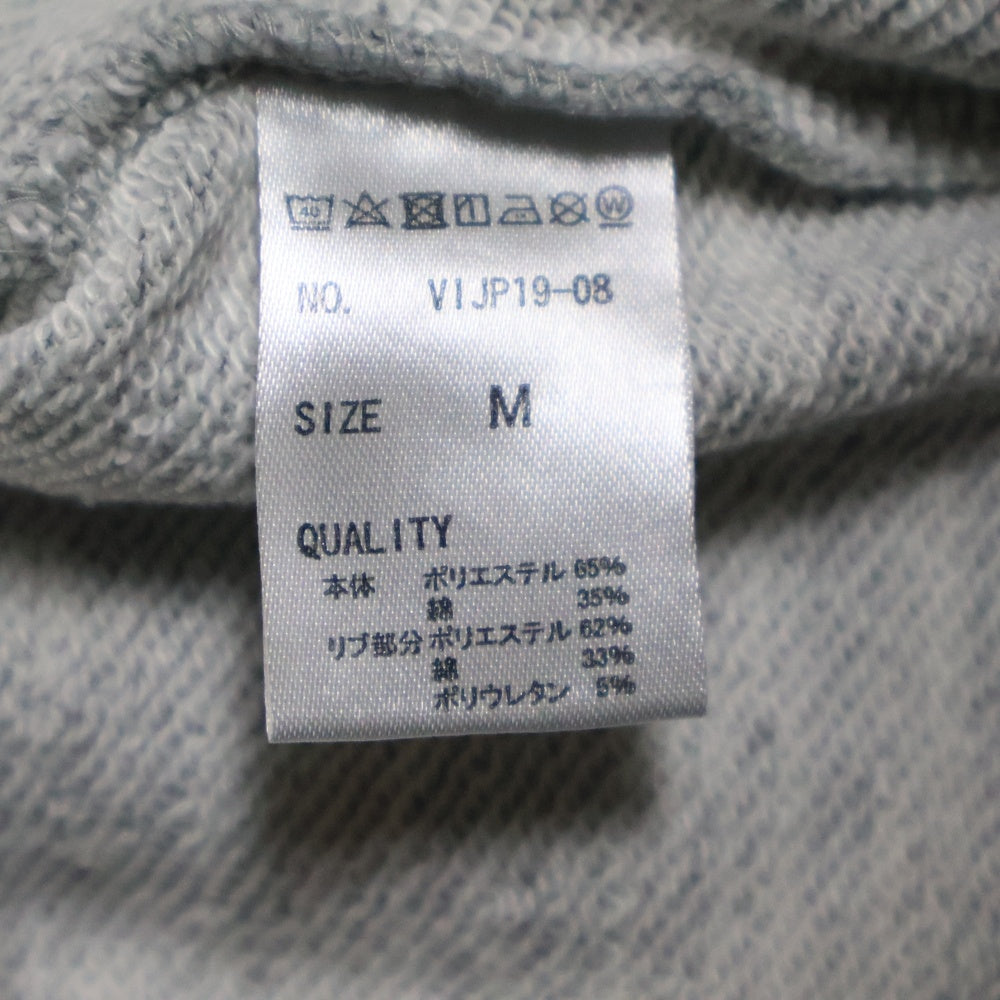 40 W
NO. VIJP19-08
SIZE M
QUALITY
本体 ポリエステル 65%
綿 35%
リブ部分 ポリエステル 62%
綿 33%
ポリウレタン 5%